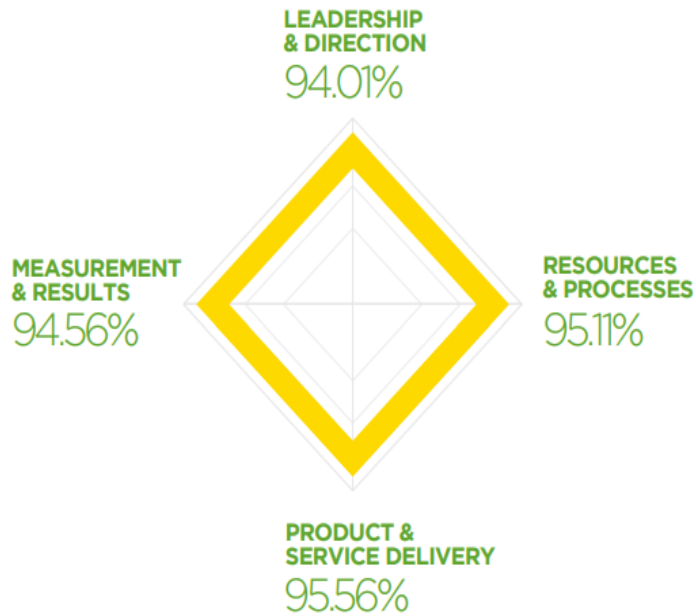 LEADERSHIP
& DIRECTION
94.01%
MEASUREMENT
& RESULTS
94.56%
RESOURCES
& PROCESSES
95.11%
PRODUCT &
SERVICE DELIVERY
95.56%